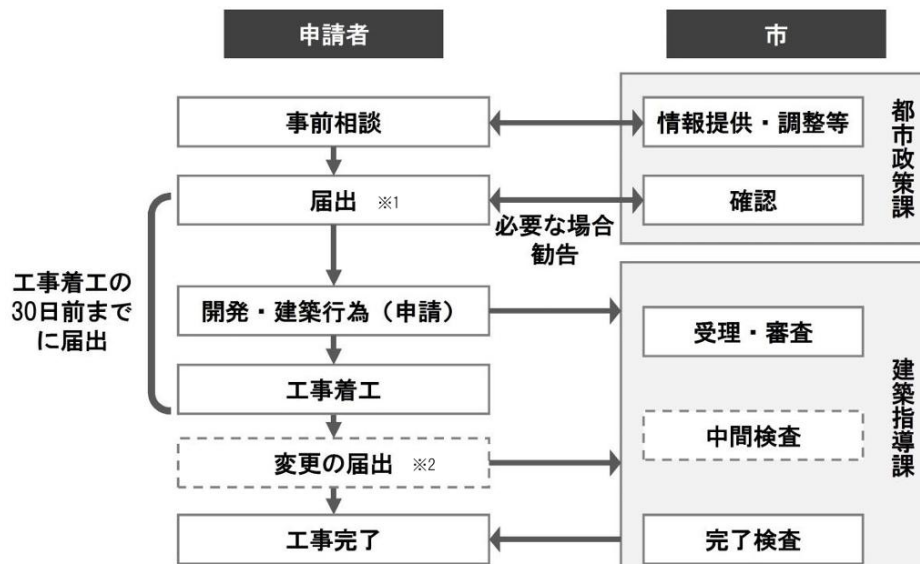 申請者
市
事前相談
情報提供・調整等
都市政策課
届出 ※1
確認
必要な場合
勧告
工事着工の
30日前まで
に届出
開発・建築行為（申請）
受理・審査
建築指導課
工事着工
中間検査
変更の届出 ※2
工事完了
完了検査